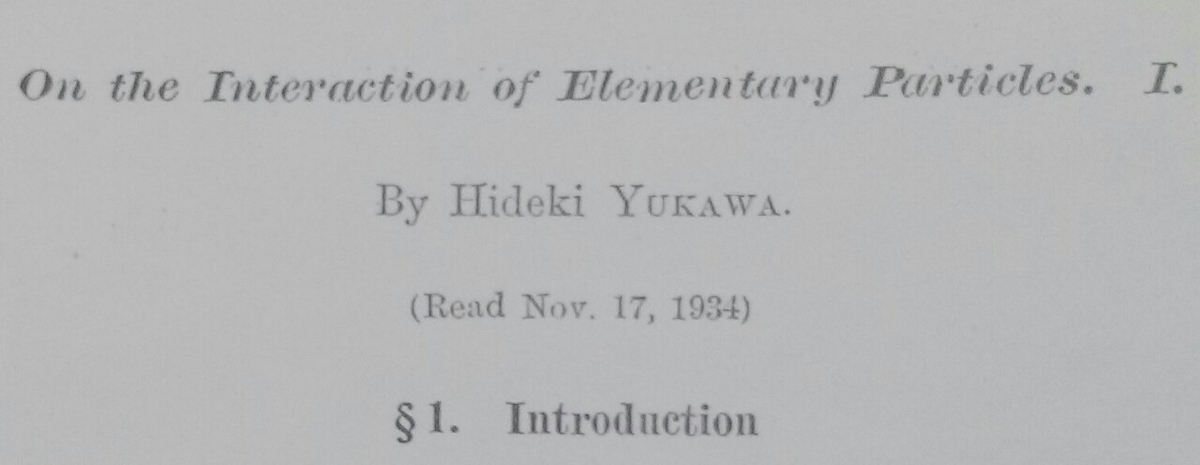 On the Interaction of Elementary Particles. I.
By Hideki YUKAWA.
(Read Nov. 17, 1934)
§ 1. Introduction